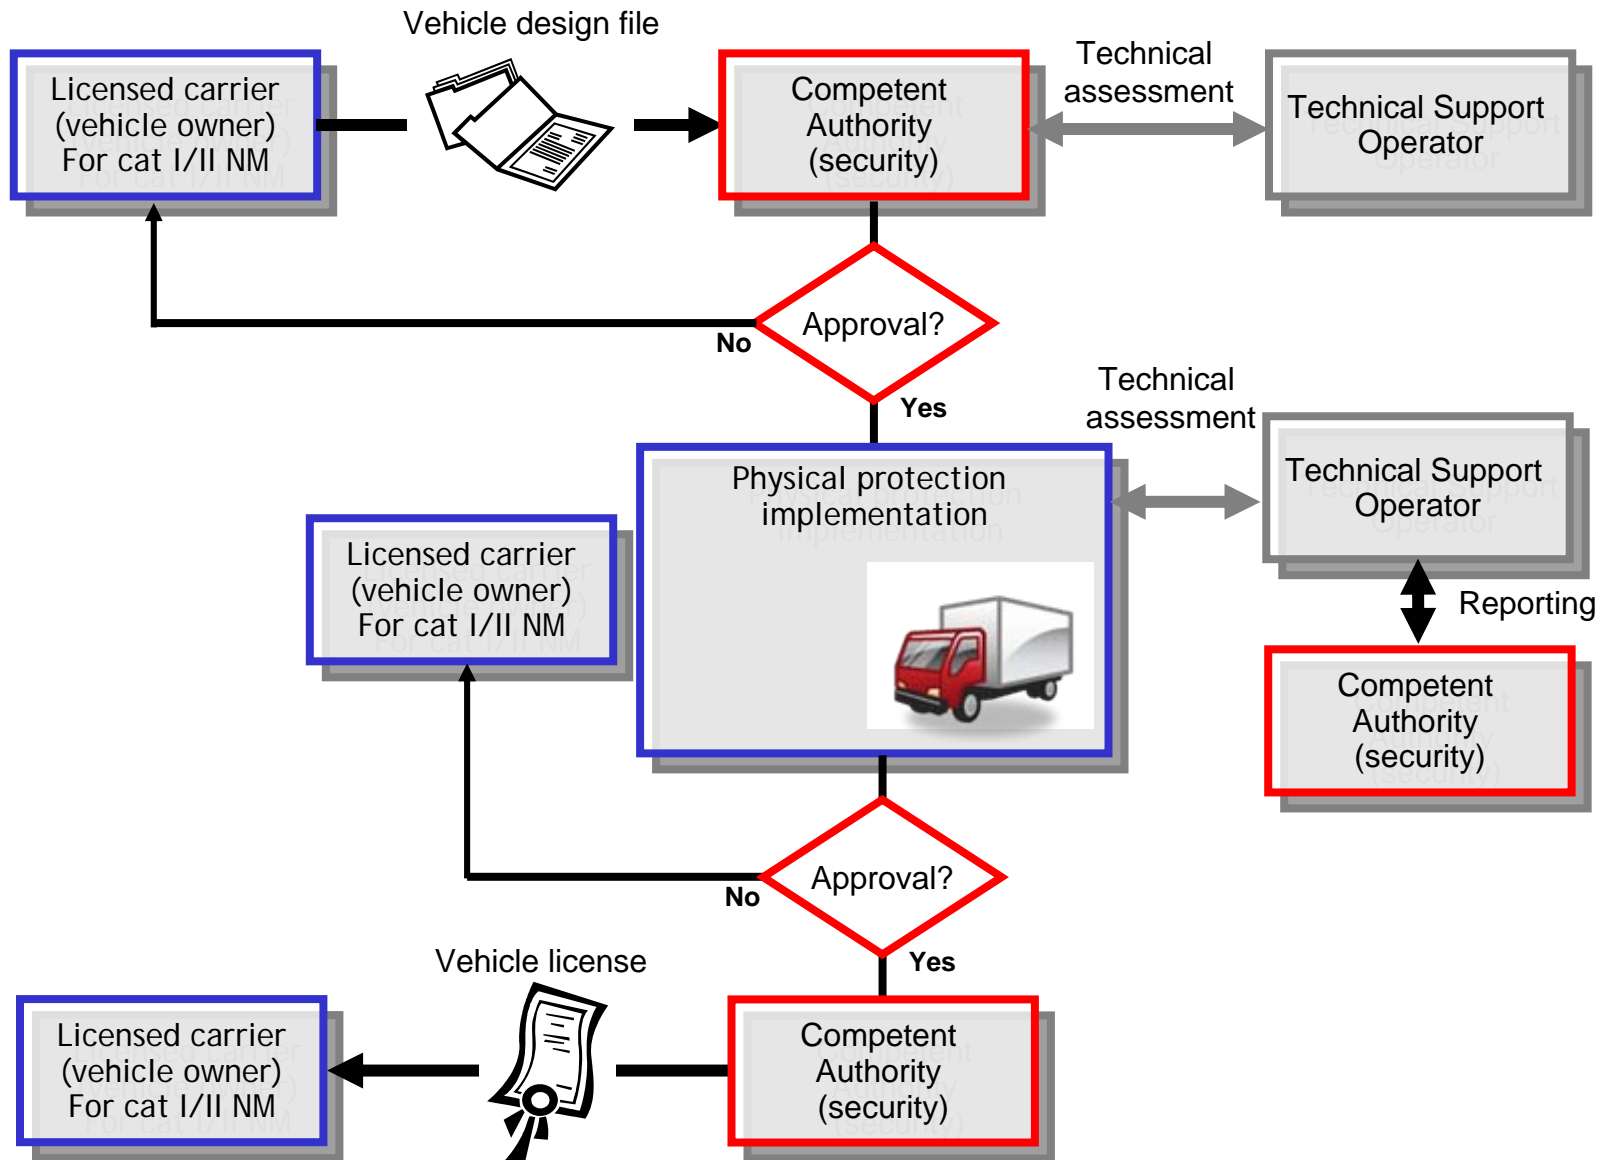 Vehicle design file
Licensed carrier
(vehicle owner)
For cat I/II NM
Competent
Authority
(security)
Technical
assessment
Technical Support
Operator
Approval?
No
Yes
Technical
assessment
Physical protection
implementation
Technical Support
Operator
Licensed carrier
(vehicle owner)
For cat I/II NM
Reporting
Competent
Authority
(security)
Approval?
No
Yes
Vehicle license
Licensed carrier
(vehicle owner)
For cat I/II NM
Competent
Authority
(security)